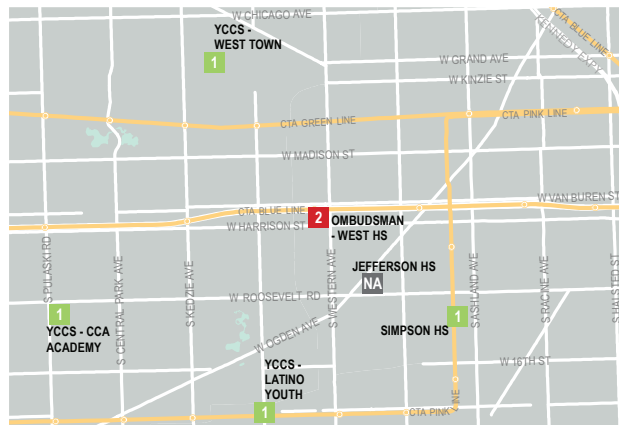 W CHICAGO AVE
YCCS -
WEST TOWN
1
CTA BLUE LINE
KENNEDY EXPY
W GRAND AVE
W KINZIE ST
CTA GREEN LINE
CTA PINK LINE
W MADISON ST
W VAN BUREN ST
CTA BLUE LINE
2
W HARRISON ST
OMBUDSMAN
- WEST HS
JEFFERSON HS
NA
S PULASKI RD
S CENTRAL PARK AVE
S KEDZIE AVE
S WESTERN AVE
S ASHLAND AVE
S RACINE AVE
S HALSTED ST
W ROOSEVELT RD
1
YCCS - CCA
ACADEMY
W OGDEN AVE
1
SIMPSON HS
W 16TH ST
YCCS -
LATINO
YOUTH
1
CTA PINK LINE